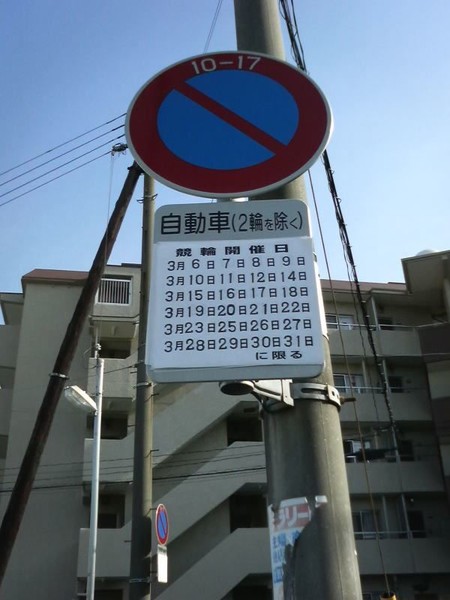 10-17
自動車(2輪を除く)
競輪開催日
3月 6日 7日 8日 9日
3月10日11日12日14日
3月15日16日17日18日
3月19日20日21日22日
3月23日25日26日27日
3月28日29日30日31日
に限る
ラリー